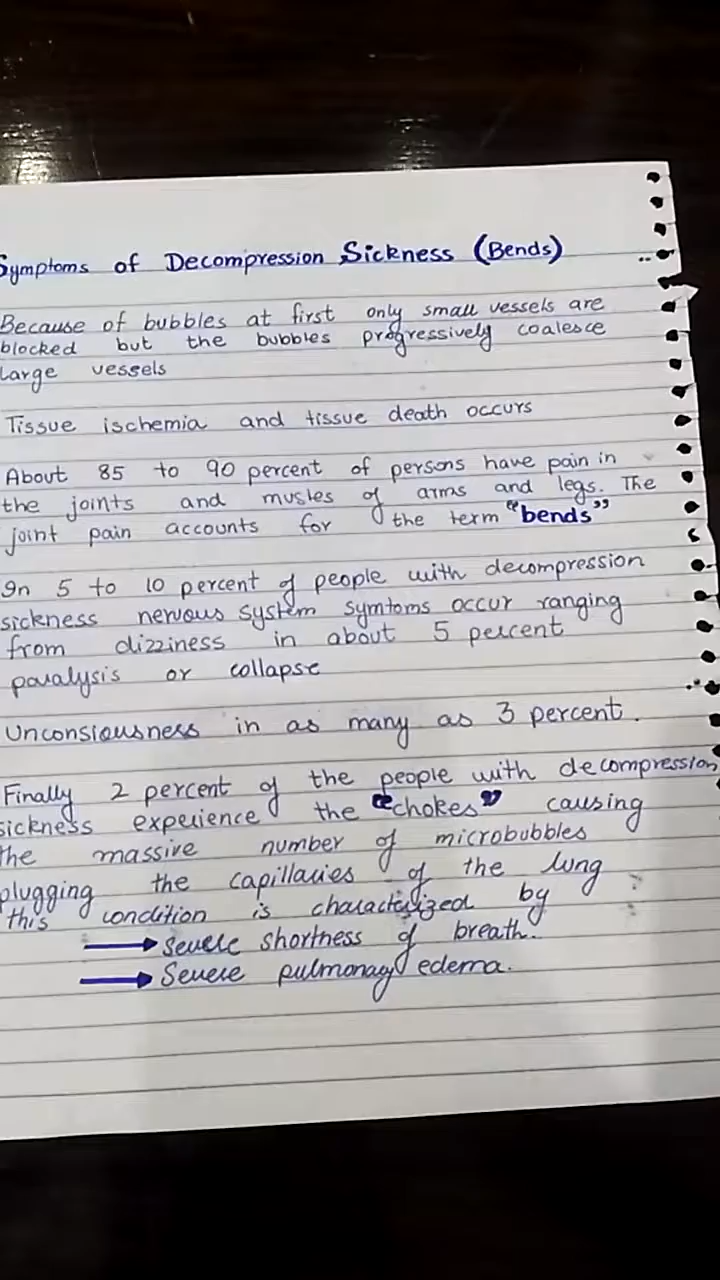 Symptoms of Decompression Sickness (Bends)
Because of bubbles at first only small vessels are
blocked but the bubbles progressively coalesce
large vessels
Tissue ischemia and tissue death occurs
About 85 to 90 percent of persons have pain in
the joints and musles of arms and legs. The
joint pain accounts for the term "bends"
In 5 to 10 percent of people with decompression
sickness nervous system symtoms occur ranging
from dizziness in about 5 percent
paralysis or collapse
Unconsiousness in as many as 3 percent.
Finally 2 percent of the people with decompression
sickness experience the "chokes" causing
the massive number of microbubbles
plugging the capillaries of the lung
this condition is characterized by
→ Severe shortness of breath.
→ Severe pulmonary edema.